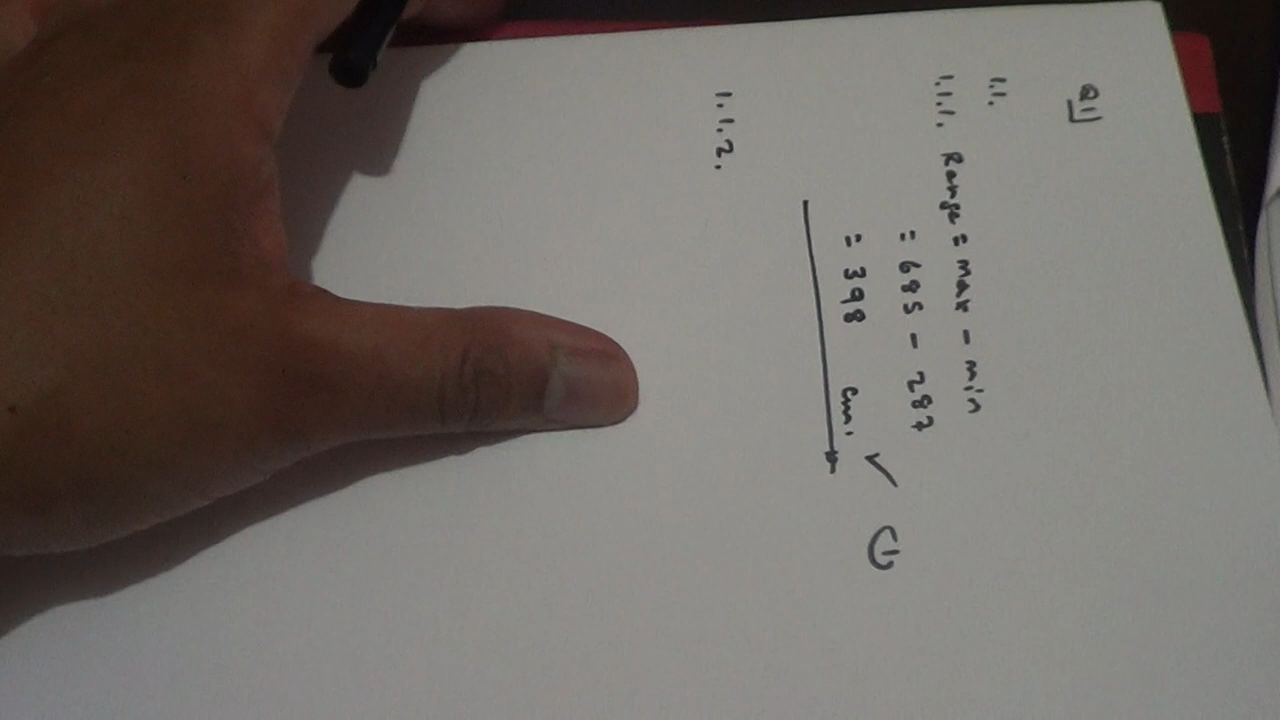 Q1
1.1.
1.1.1. Range = max - min
= 685 - 287
= 398 cm. ✓ (1)
1.1.2.